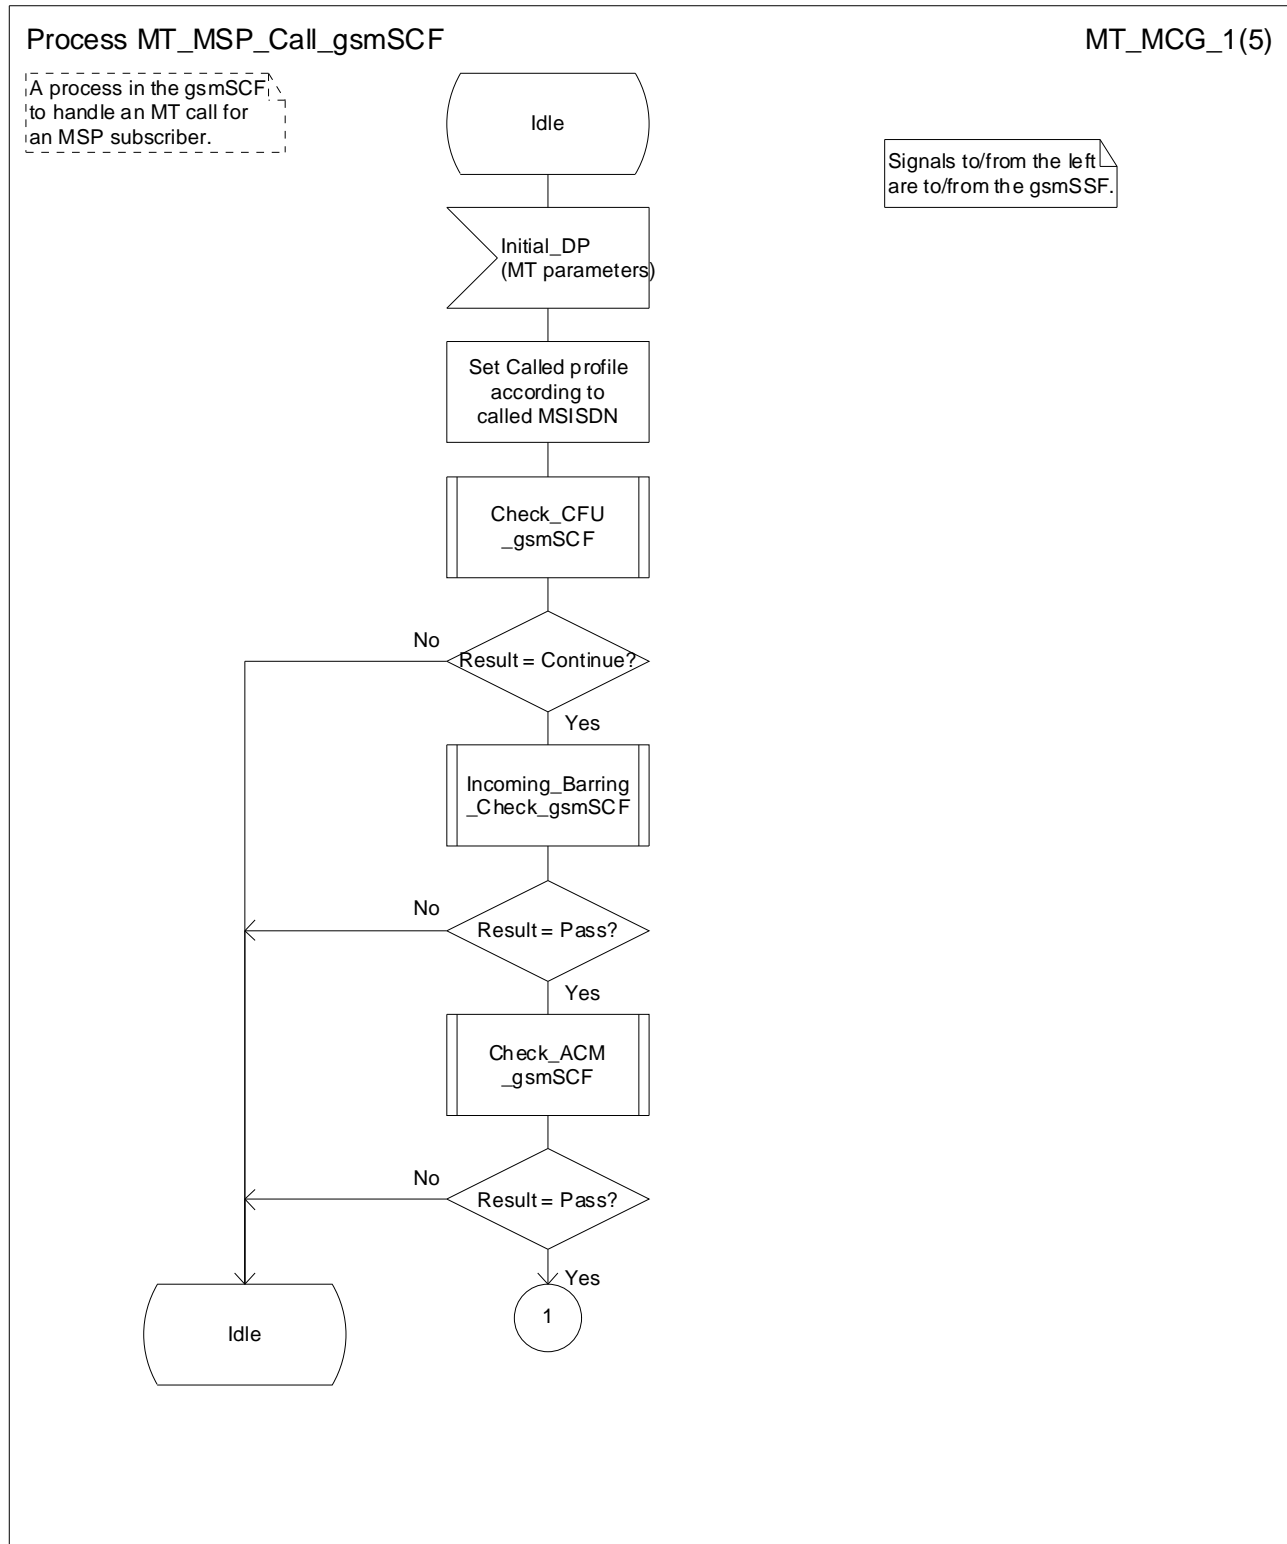 Process MT_MSP_Call_gsmSCF
MT_MCG_1(5)
A process in the gsmSCF
to handle an MT call for
an MSP subscriber.
Idle
Signals to/from the left
are to/from the gsmSSF.
Initial_DP
(MT parameters)
Set Called profile
according to
called MSISDN
Check_CFU
_gsmSCF
No
Result = Continue?
Yes
Incoming_Barring
_Check_gsmSCF
No
Result = Pass?
Yes
Check_ACM
_gsmSCF
No
Result = Pass?
Yes
1
Idle